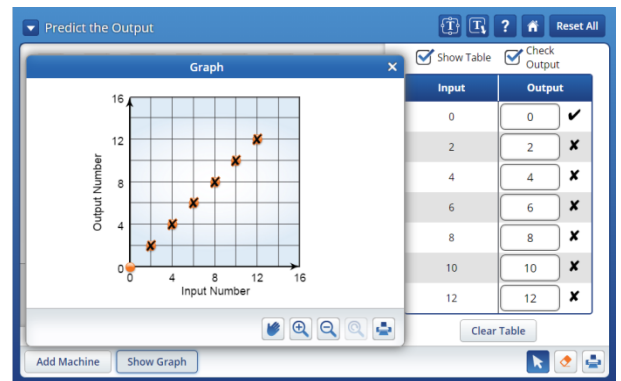 Predict the Output
T
T
?
Reset All
Show Table
Check
Output
Graph
×
Input Output
0 0 ✔
2 2 ✘
4 4 ✘
6 6 ✘
8 8 ✘
10 10 ✘
12 12 ✘
16
12
8
4
0
Output Number
0 4 8 12 16
Input Number
Clear Table
Add Machine
Show Graph